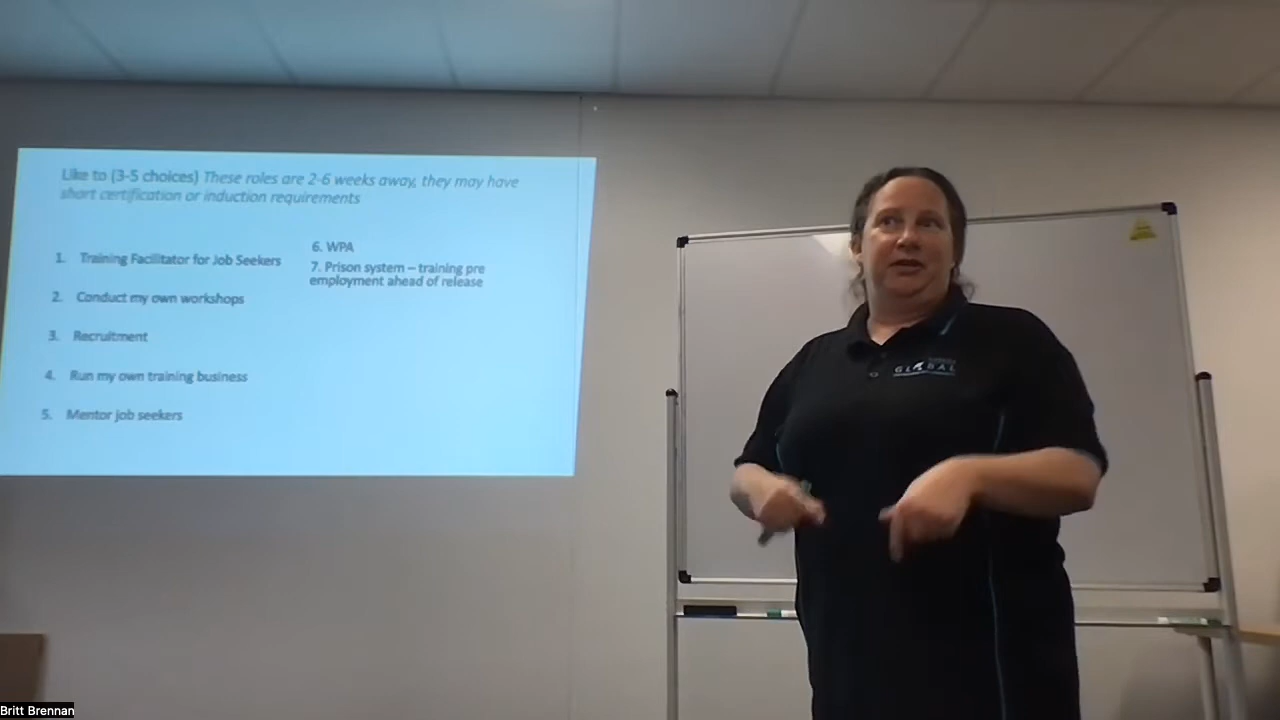 Like to (3-5 choices) These roles are 2-6 weeks away, they may have
short certification or induction requirements
1. Training Facilitator for Job Seekers
2. Conduct my own workshops
3. Recruitment
4. Run my own training business
5. Mentor job seekers
6. WPA
7. Prison system – training pre
employment ahead of release
GLOBAL
Britt Brennan